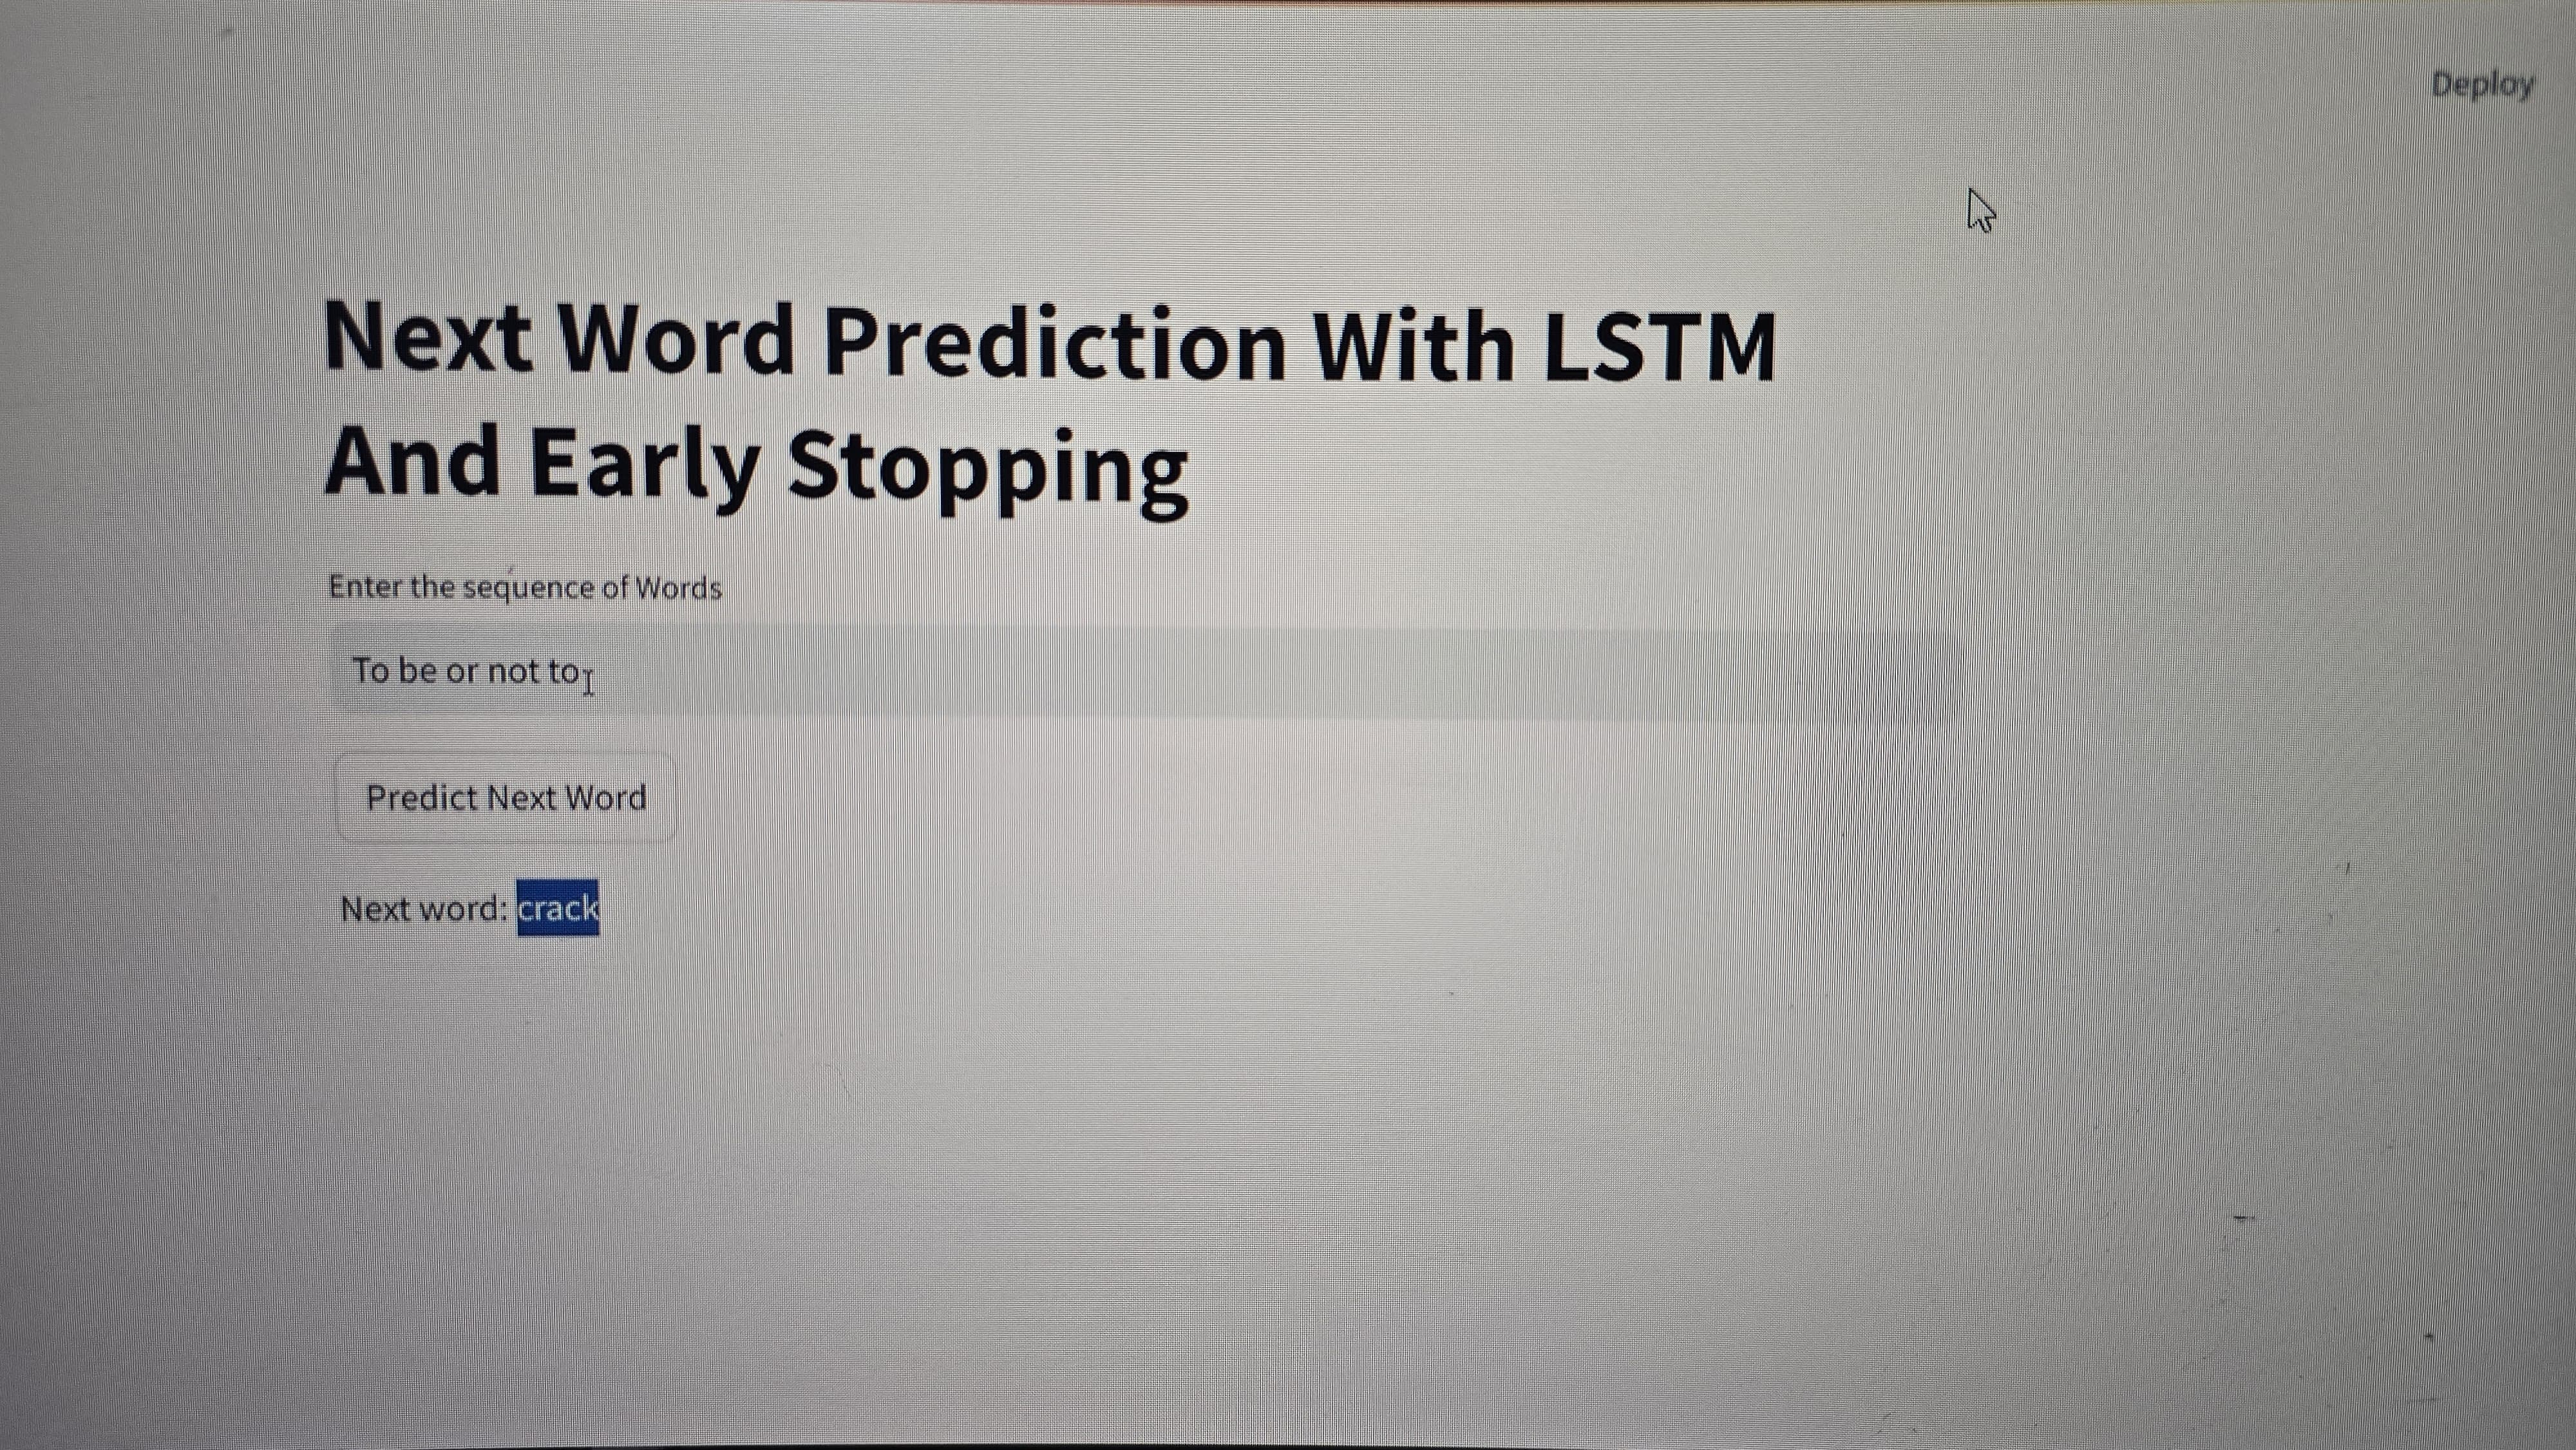 Deploy
Next Word Prediction With LSTM
And Early Stopping
Enter the sequence of Words
To be or not to
Predict Next Word
Next word: crack